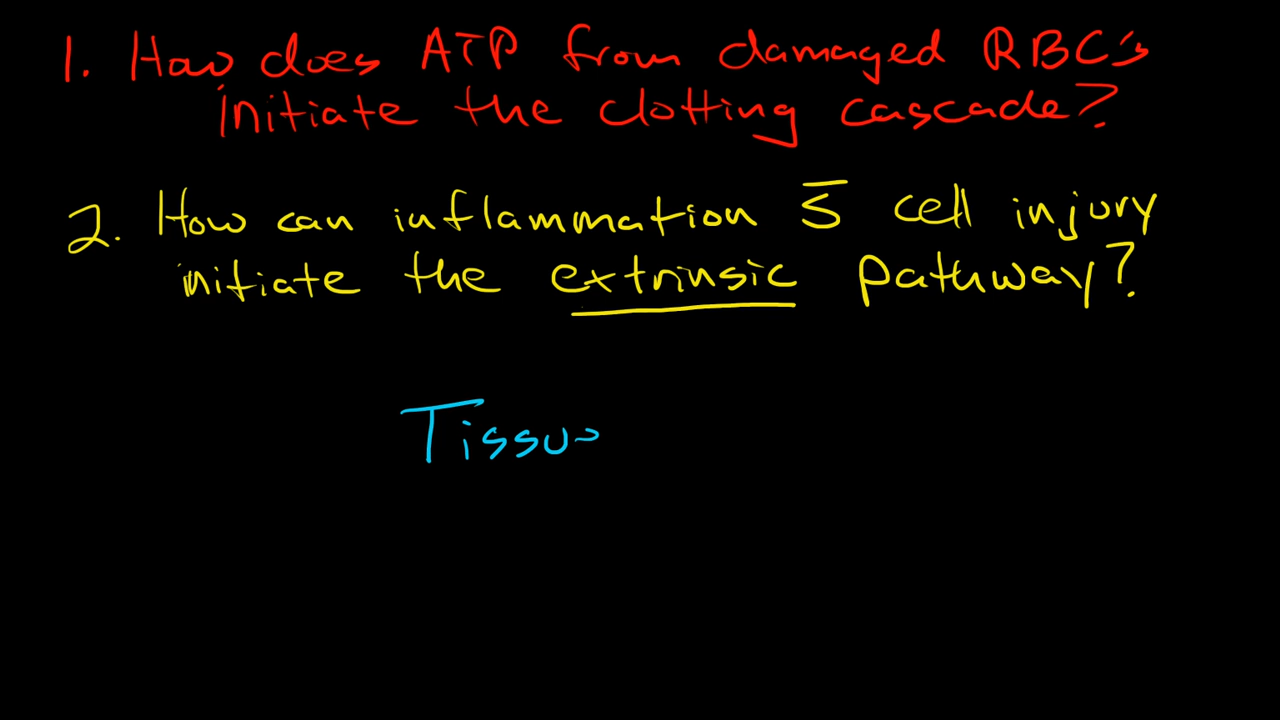 1. How does ATP from damaged RBC's
initiate the clotting cascade?
2. How can inflammation s̅ cell injury
initiate the extrinsic pathway?
Tissue